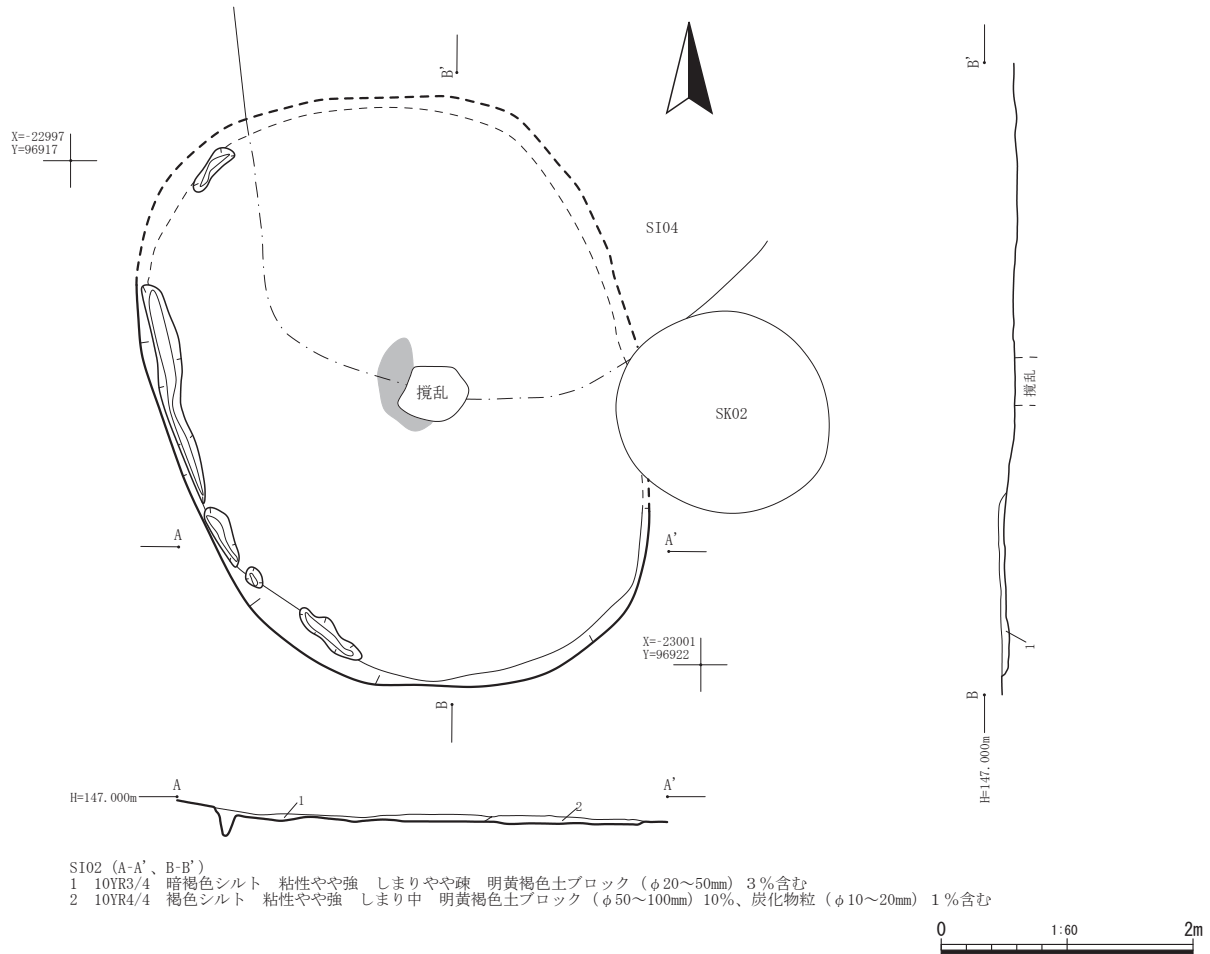 B'
B'
X=-22997
Y=96917
SI04
撹乱
撹乱
SK02
A
A'
X=-23001
Y=96922
1
B
B
H=147.000m
A
A'
H=147.000m
1
2
SI02（A-A'、B-B'）
1　10YR3/4　暗褐色シルト　粘性やや強　しまりやや疎　明黄褐色土ブロック（φ20〜50㎜）３％含む
2　10YR4/4　褐色シルト　粘性やや強　しまり中　明黄褐色土ブロック（φ50〜100㎜）10％、炭化物粒（φ10〜20㎜）１％含む
0
1:60
2m